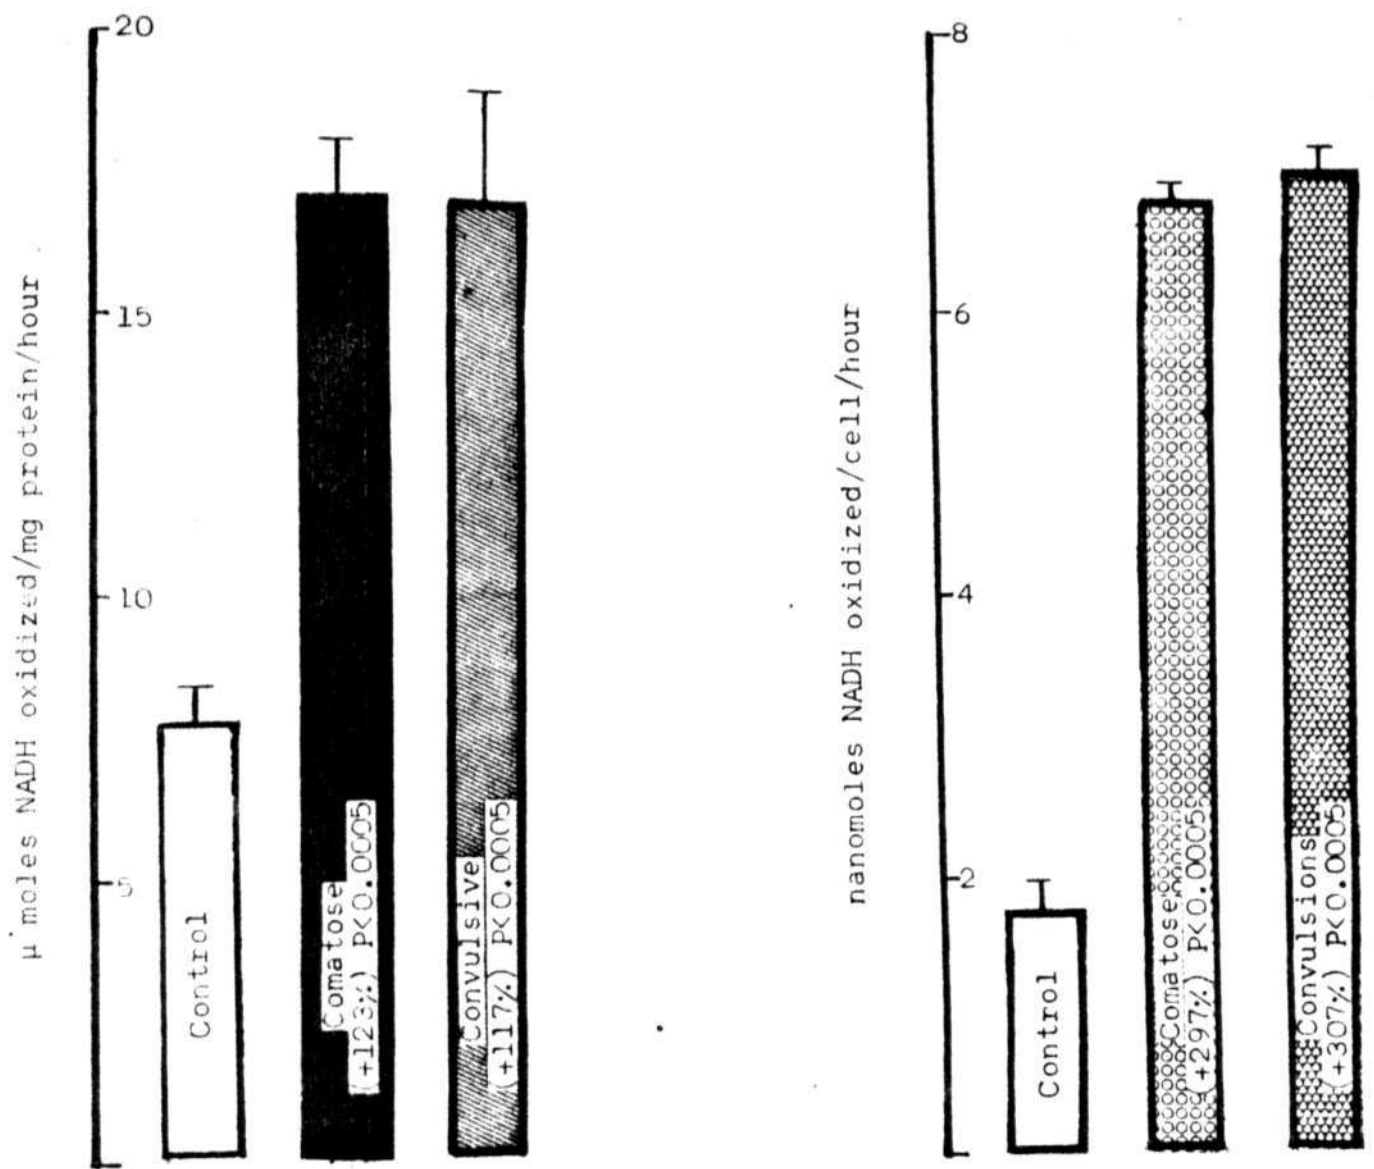 μ moles NADH oxidized/mg protein/hour
20
15
10
5
Control
Comatose
(+123%) P<0.0005
Convulsive
(+117%) P<0.0005
nanomoles NADH oxidized/cell/hour
8
6
4
2
Control
Comatose
(+297%) P<0.0005
Convulsions
(+307%) P<0.0005